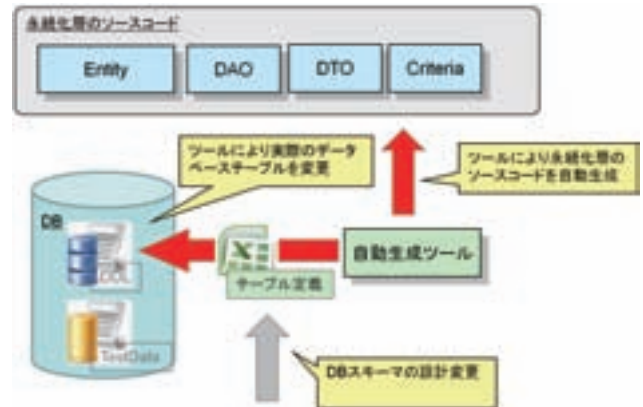 永続化層のソースコード
Entity
DAO
DTO
Criteria
ツールにより実際のデータ
ベーステーブルを変更
ツールにより永続化層の
ソースコードを自動生成
DB
DDL
自動生成ツール
テーブル定義
TestData
DBスキーマの設計変更